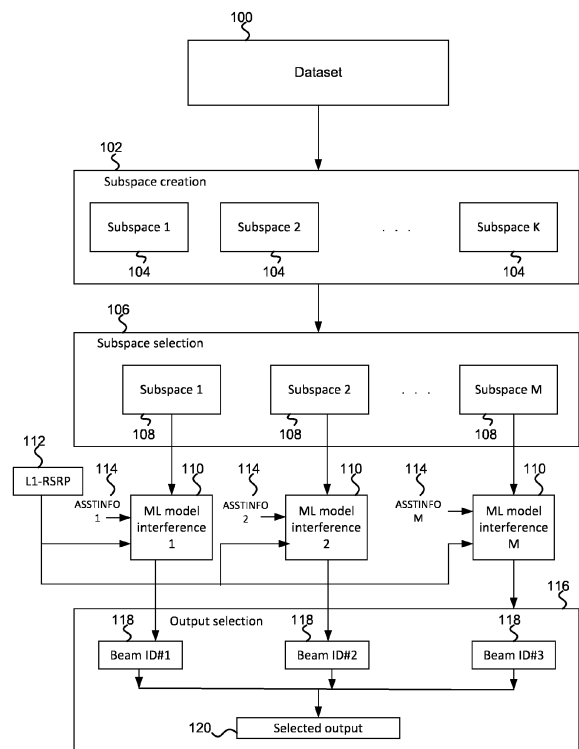 100
Dataset
102
Subspace creation
Subspace 1
Subspace 2
. . .
Subspace K
104
104
104
106
Subspace selection
Subspace 1
Subspace 2
. . .
Subspace M
108
108
108
112
L1-RSRP
114
ASSTINFO
1
110
ML model
interference
1
114
ASSTINFO
2
110
ML model
interference
2
114
ASSTINFO
M
110
ML model
interference
M
116
Output selection
118
Beam ID#1
118
Beam ID#2
118
Beam ID#3
120
Selected output